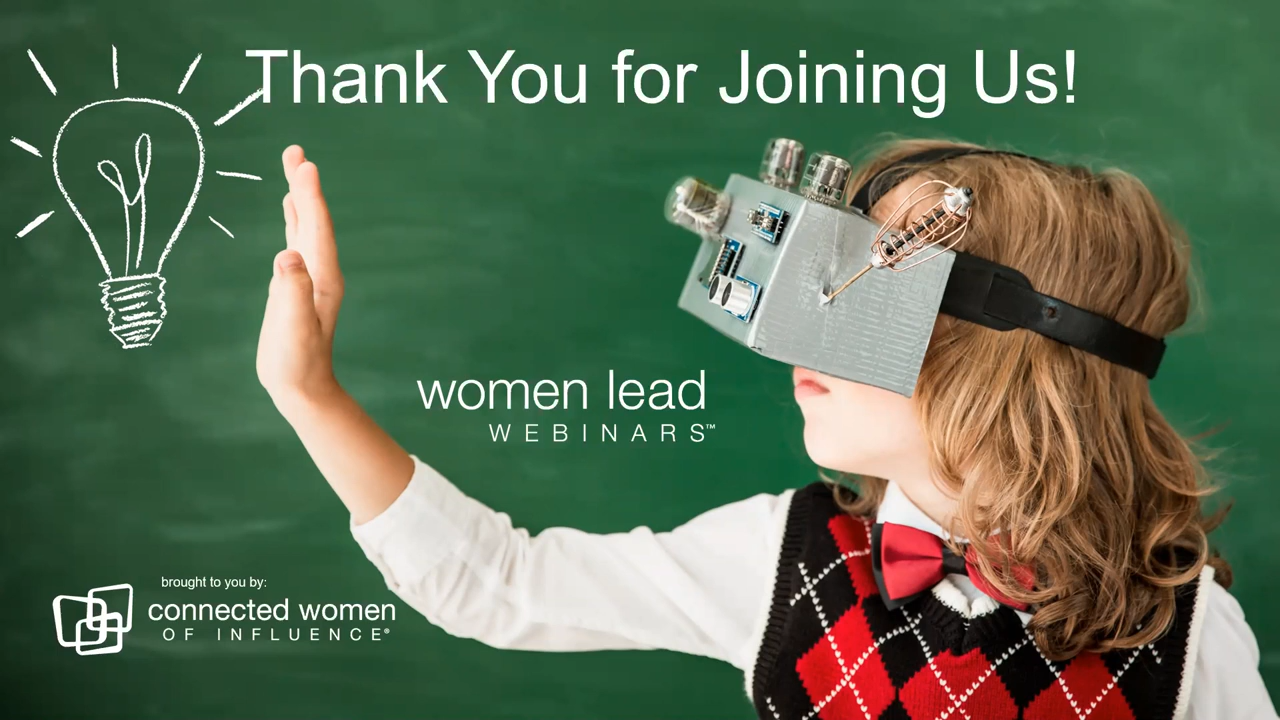 Thank You for Joining Us!
women lead
WEBINARS™
brought to you by:
connected women
OF INFLUENCE®